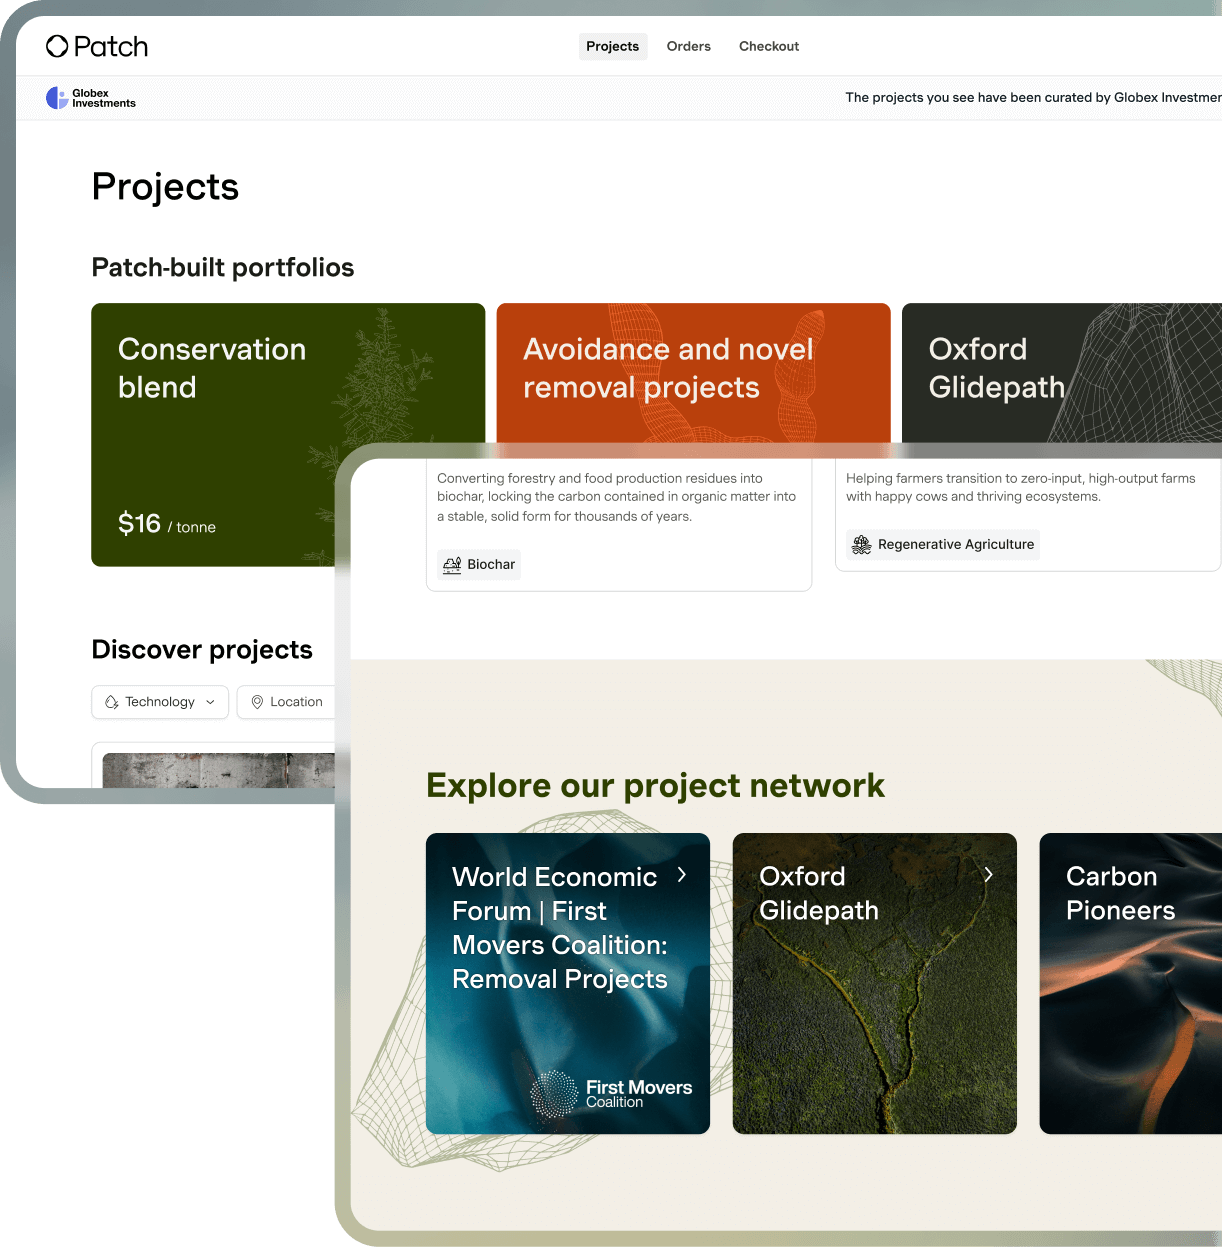 Patch
Projects
Orders
Checkout
Globex
Investments
The projects you see have been curated by Globex
Projects
Patch-built portfolios
Conservation
blend
$16 / tonne
Avoidance and novel
removal projects
Oxford
Glidepath
Discover projects
Technology
Location
Converting forestry and food production residues into
biochar, locking the carbon contained in organic matter into
a stable, solid form for thousands of years.
Biochar
Helping farmers transition to zero-input, high-output farms
with happy cows and thriving ecosystems.
Regenerative Agriculture
Explore our project network
World Economic
Forum | First
Movers Coalition:
Removal Projects
First Movers
Coalition
Oxford
Glidepath
Carbon
Pioneers